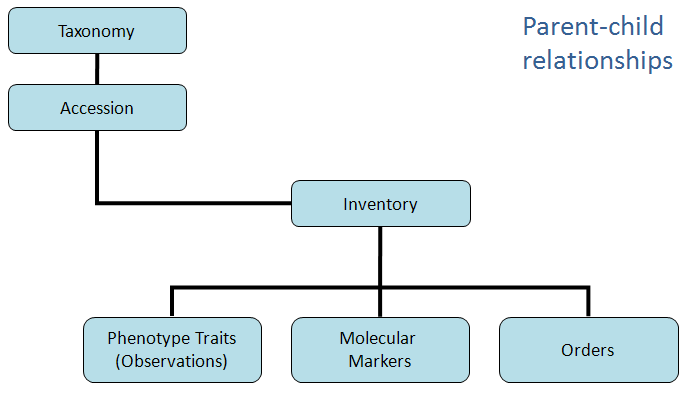 Parent-child
relationships
Taxonomy
Accession
Inventory
Phenotype Traits
(Observations)
Molecular
Markers
Orders